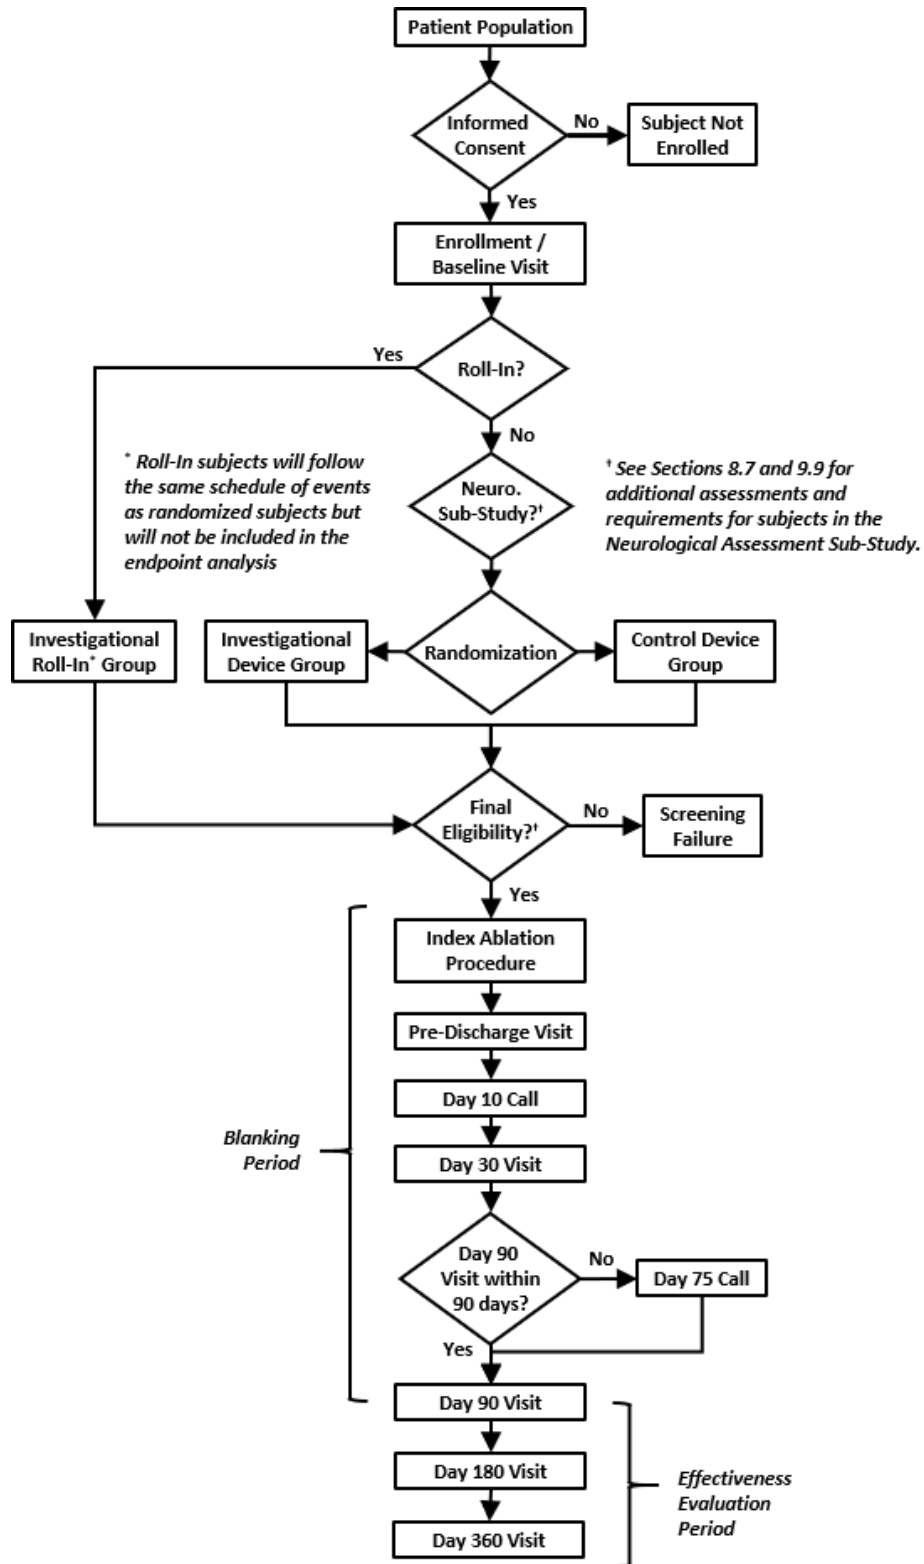 Patient Population
Informed
Consent
No
Subject Not
Enrolled
Yes
Enrollment /
Baseline Visit
Yes
Roll-In?
No
* Roll-In subjects will follow
the same schedule of events
as randomized subjects but
will not be included in the
endpoint analysis
Neuro.
Sub-Study?†
† See Sections 8.7 and 9.9 for
additional assessments and
requirements for subjects in the
Neurological Assessment Sub-Study.
Investigational
Roll-In* Group
Investigational
Device Group
Randomization
Control Device
Group
Final
Eligibility?†
No
Screening
Failure
Yes
Index Ablation
Procedure
Pre-Discharge Visit
Day 10 Call
Blanking
Period
Day 30 Visit
Day 90
Visit within
90 days?
No
Day 75 Call
Yes
Day 90 Visit
Day 180 Visit
Effectiveness
Evaluation
Period
Day 360 Visit